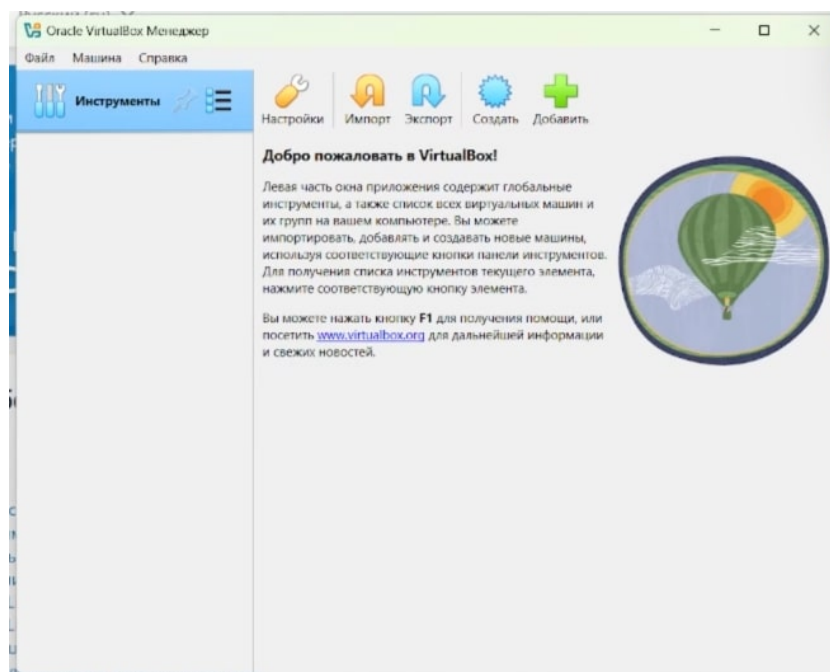 Oracle VirtualBox Менеджер
Файл Машина Справка
Инструменты
Настройки Импорт Экспорт Создать Добавить
Добро пожаловать в VirtualBox!
Левая часть окна приложения содержит глобальные
инструменты, а также список всех виртуальных машин и
их групп на вашем компьютере. Вы можете
импортировать, добавлять и создавать новые машины,
используя соответствующие кнопки панели инструментов.
Для получения списка инструментов текущего элемента,
нажмите соответствующую кнопку элемента.
Вы можете нажать кнопку F1 для получения помощи, или
посетить www.virtualbox.org для дальнейшей информации
и свежих новостей.